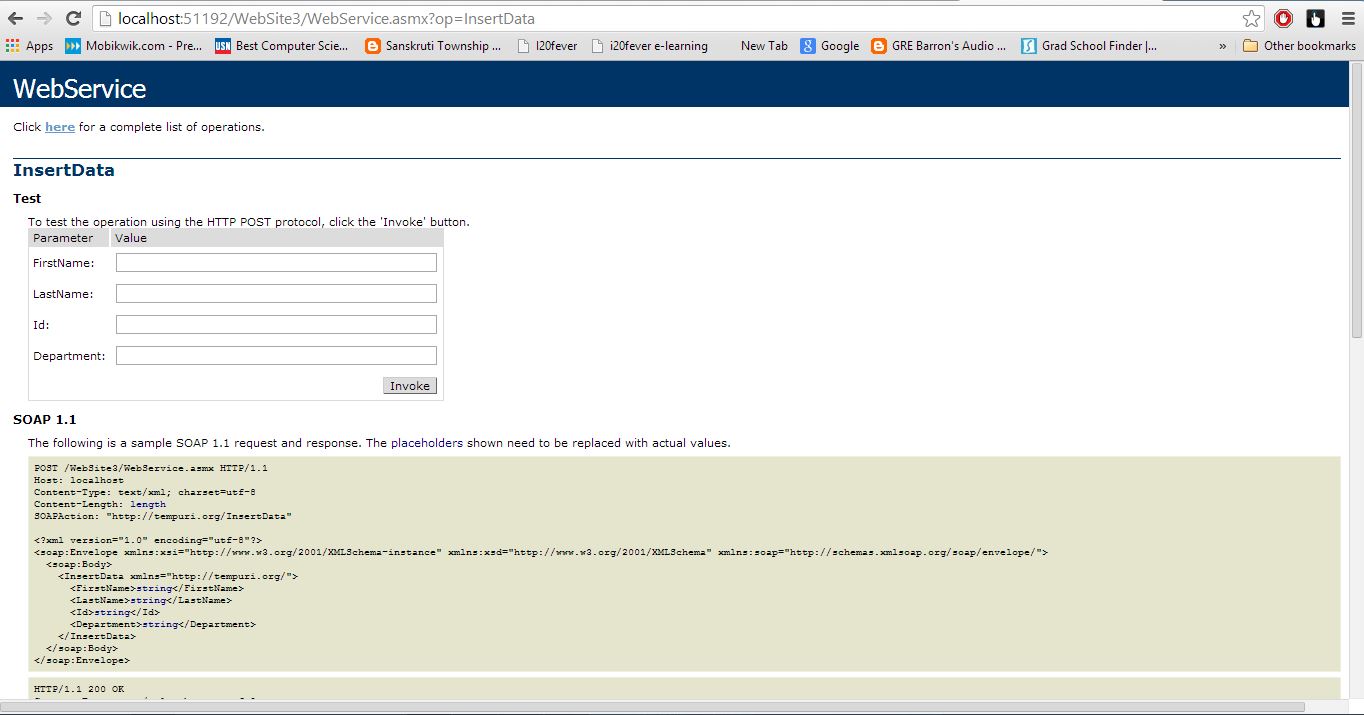 localhost:51192/WebSite3/WebService.asmx?op=InsertData
Apps Mobikwik.com - Pre... USN Best Computer Scie... Sanskruti Township ... I20fever i20fever e-learning New Tab Google GRE Barron's Audio ... Grad School Finder |... » Other bookmarks
WebService
Click here for a complete list of operations.
InsertData
Test
To test the operation using the HTTP POST protocol, click the 'Invoke' button.
Parameter Value
FirstName:
LastName:
Id:
Department:
Invoke
SOAP 1.1
The following is a sample SOAP 1.1 request and response. The placeholders shown need to be replaced with actual values.
POST /WebSite3/WebService.asmx HTTP/1.1
Host: localhost
Content-Type: text/xml; charset=utf-8
Content-Length: length
SOAPAction: "http://tempuri.org/InsertData"
<?xml version="1.0" encoding="utf-8"?>
<soap:Envelope xmlns:xsi="http://www.w3.org/2001/XMLSchema-instance" xmlns:xsd="http://www.w3.org/2001/XMLSchema" xmlns:soap="http://schemas.xmlsoap.org/soap/envelope/">
<soap:Body>
<InsertData xmlns="http://tempuri.org/">
<FirstName>string</FirstName>
<LastName>string</LastName>
<Id>string</Id>
<Department>string</Department>
</InsertData>
</soap:Body>
</soap:Envelope>
HTTP/1.1 200 OK